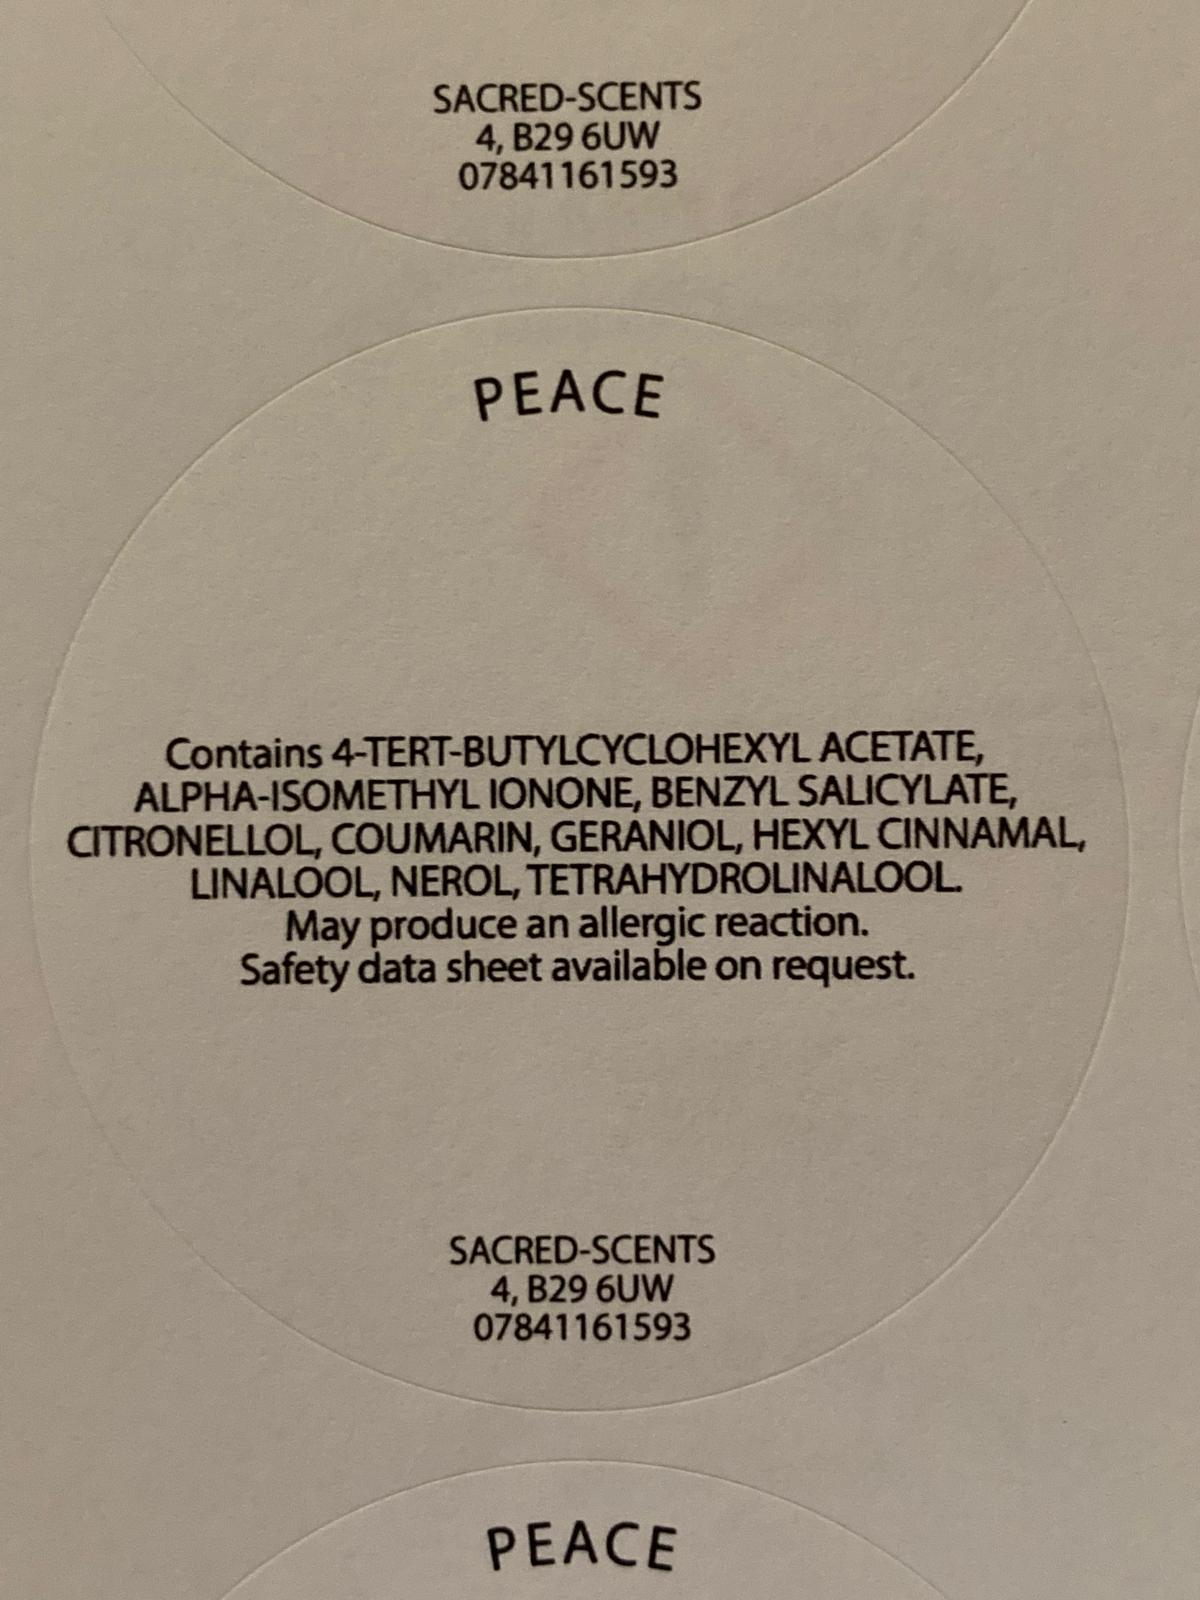 SACRED-SCENTS
4, B29 6UW
07841161593
PEACE
Contains 4-TERT-BUTYLCYCLOHEXYL ACETATE,
ALPHA-ISOMETHYL IONONE, BENZYL SALICYLATE,
CITRONELLOL, COUMARIN, GERANIOL, HEXYL CINNAMAL,
LINALOOL, NEROL, TETRAHYDROLINALOOL.
May produce an allergic reaction.
Safety data sheet available on request.
SACRED-SCENTS
4, B29 6UW
07841161593
PEACE